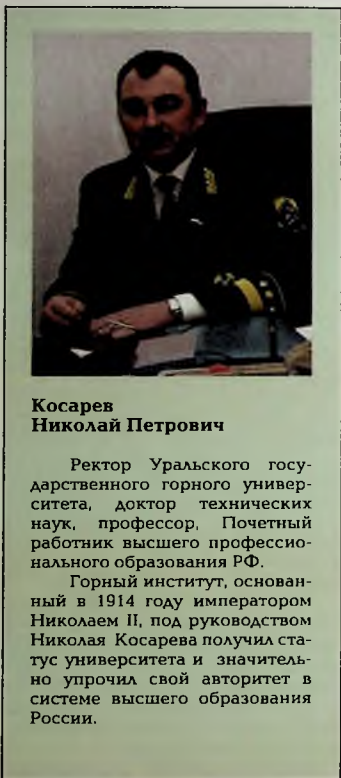 Косарев
Николай Петрович
Ректор Уральского госу-
дарственного горного универ-
ситета, доктор технических
наук, профессор, Почетный
работник высшего профессио-
нального образования РФ.
Горный институт, основан-
ный в 1914 году императором
Николаем II, под руководством
Николая Косарева получил ста-
тус университета и значитель-
но упрочил свой авторитет в
системе высшего образования
России.